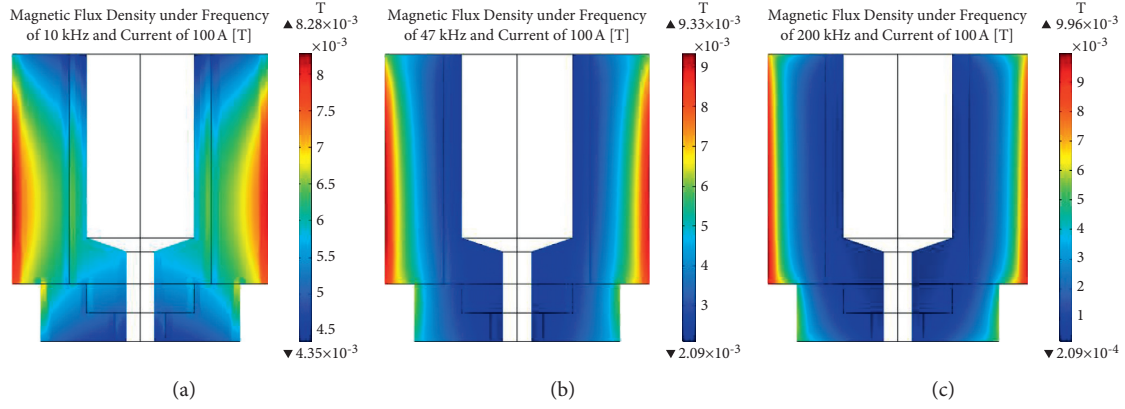 Magnetic Flux Density under Frequency
of 10 kHz and Current of 100 A [T]
T
▲ 8.28×10⁻³
×10⁻³
8
7.5
7
6.5
6
5.5
5
4.5
▼ 4.35×10⁻³
(a)
Magnetic Flux Density under Frequency
of 47 kHz and Current of 100 A [T]
T
▲ 9.33×10⁻³
×10⁻³
9
8
7
6
5
4
3
▼ 2.09×10⁻³
(b)
Magnetic Flux Density under Frequency
of 200 kHz and Current of 100 A [T]
T
▲ 9.96×10⁻³
×10⁻³
9
8
7
6
5
4
3
2
1
▼ 2.09×10⁻⁴
(c)